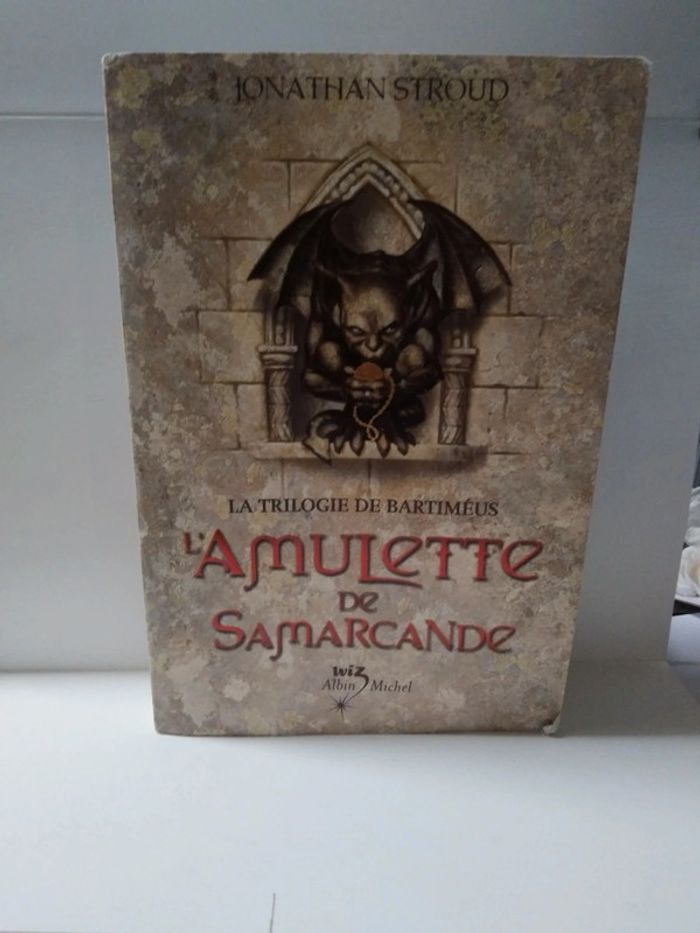 JONATHAN STROUD
LA TRILOGIE DE BARTIMÉUS
L'AMULETTE
DE
SAMARCANDE
wiz
Albin Michel